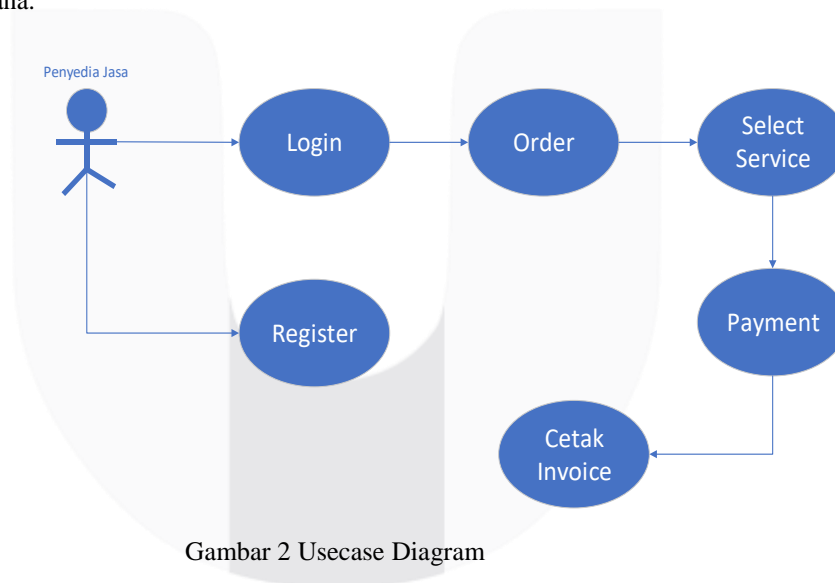 Penyedia Jasa
Login
Order
Select
Service
Register
Payment
Cetak
Invoice
Gambar 2 Usecase Diagram